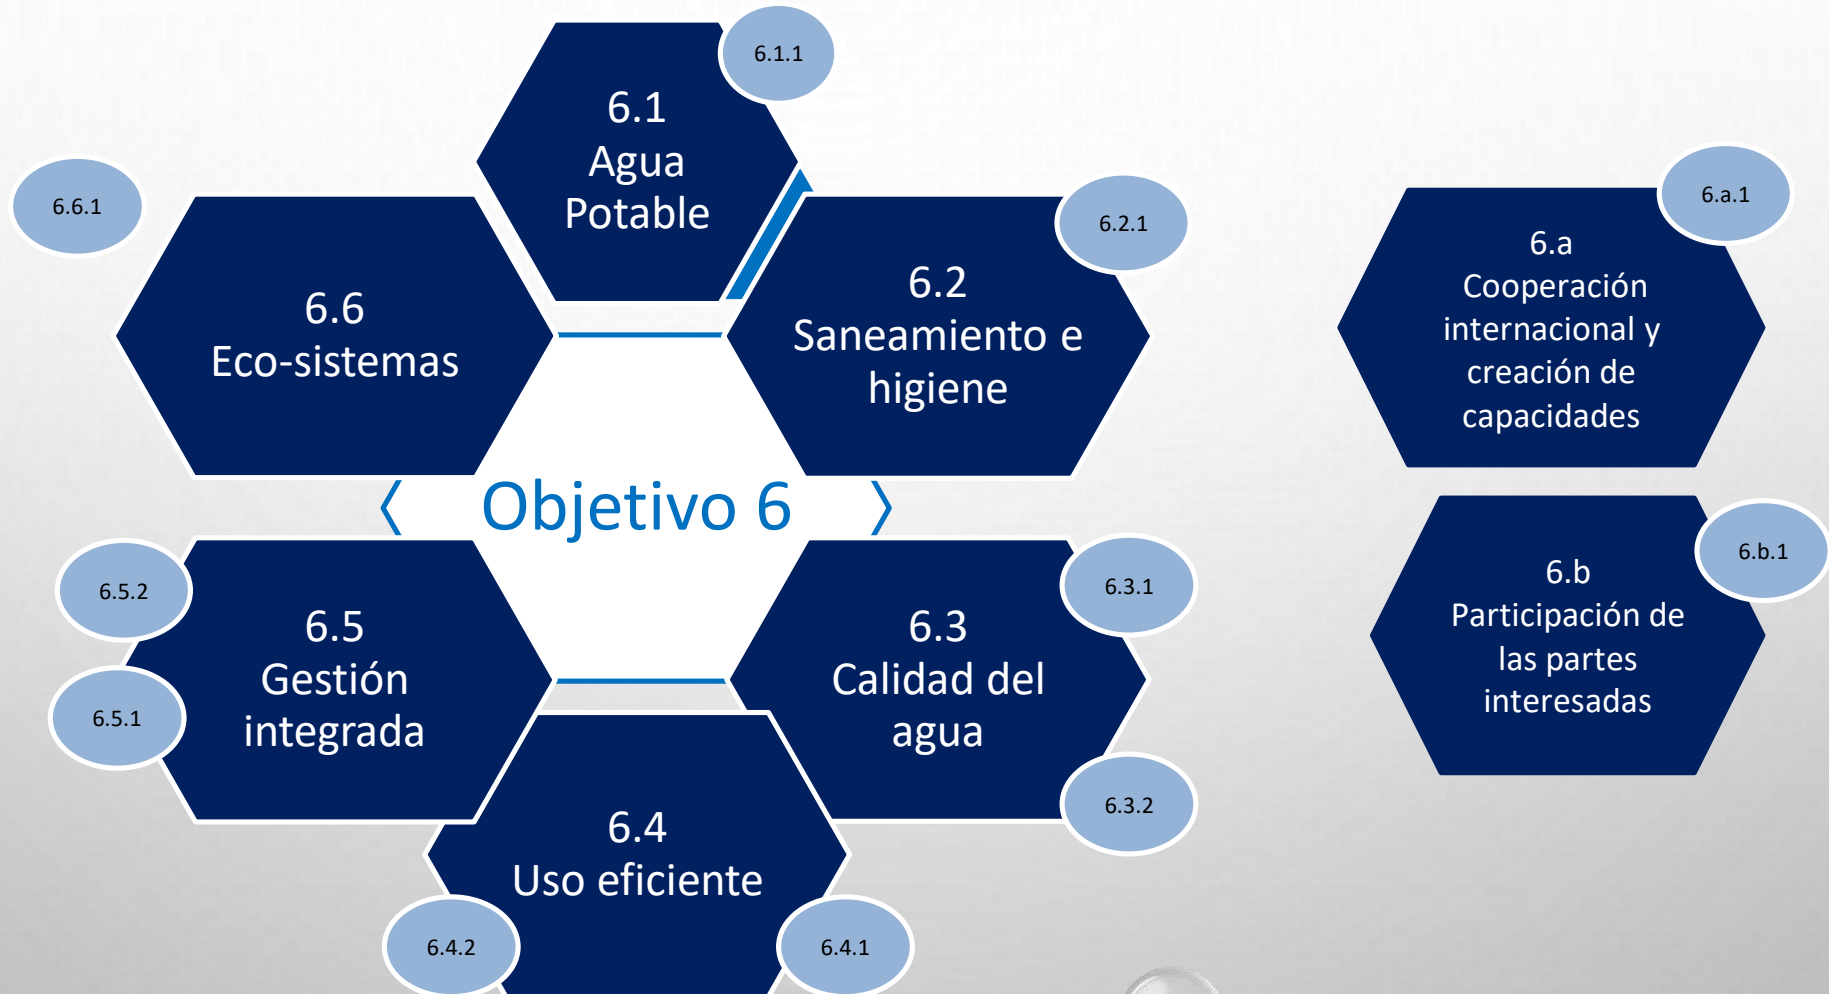 6.1.1
6.1
Agua
Potable
6.6.1
6.6
Eco-sistemas
6.2.1
6.2
Saneamiento e
higiene
Objetivo 6
6.5.2
6.5.1
6.5
Gestión
integrada
6.3.1
6.3
Calidad del
agua
6.3.2
6.4
Uso eficiente
6.4.2
6.4.1
6.a.1
6.a
Cooperación
internacional y
creación de
capacidades
6.b.1
6.b
Participación de
las partes
interesadas